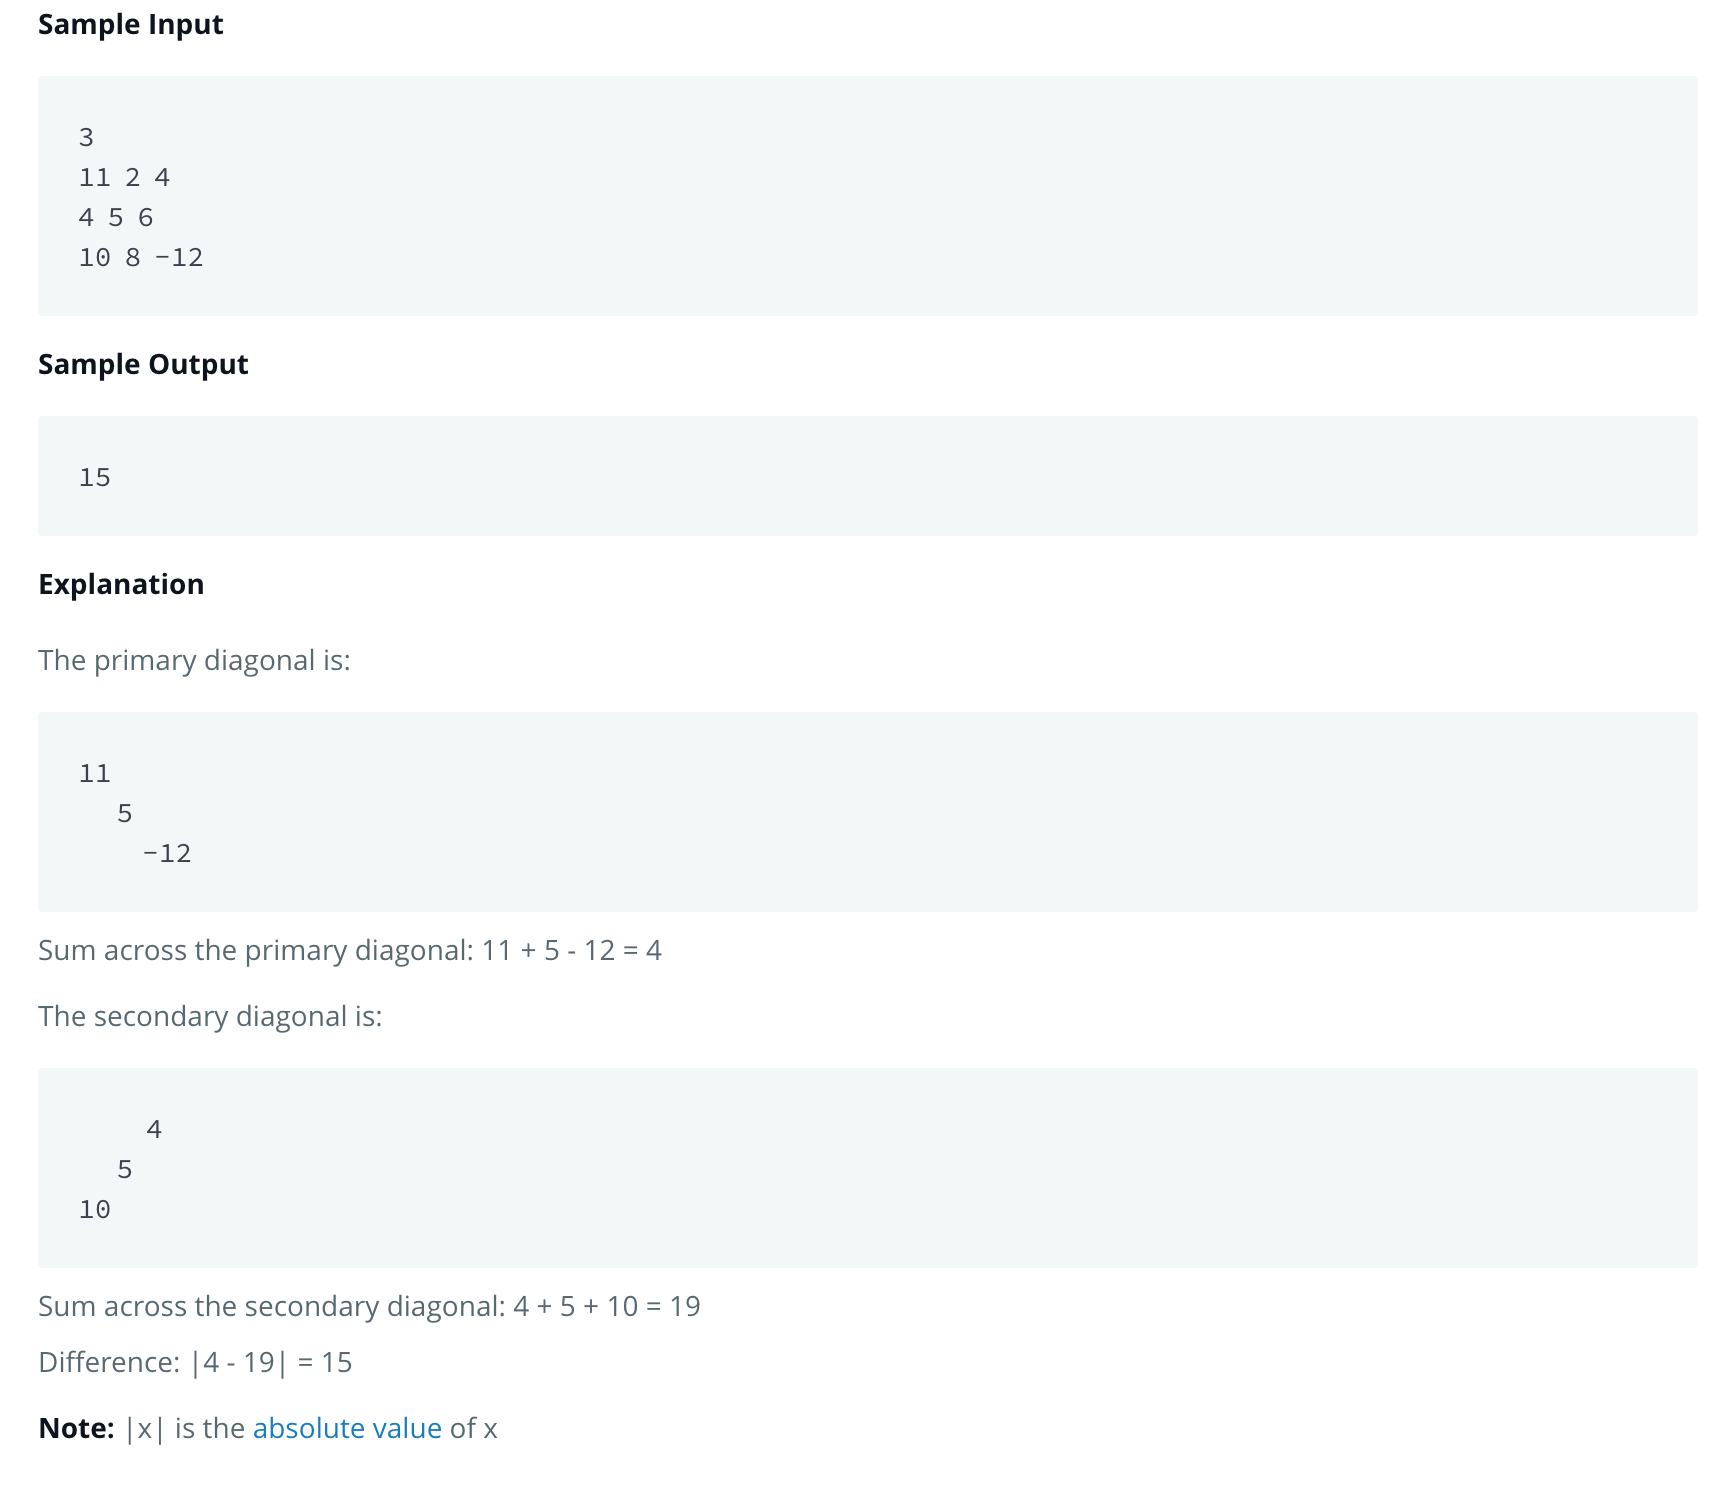 Sample Input
3
11 2 4
4 5 6
10 8 -12
Sample Output
15
Explanation
The primary diagonal is:
11
5
-12
Sum across the primary diagonal: 11 + 5 - 12 = 4
The secondary diagonal is:
4
5
10
Sum across the secondary diagonal: 4 + 5 + 10 = 19
Difference: |4 - 19| = 15
Note: |x| is the absolute value of x